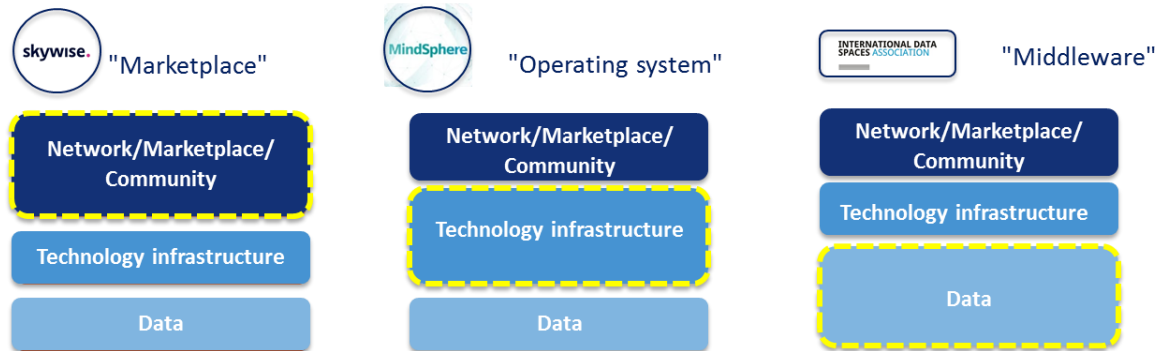 skywise.
"Marketplace"
Network/Marketplace/
Community
Technology infrastructure
Data
MindSphere
"Operating system"
Network/Marketplace/
Community
Technology infrastructure
Data
INTERNATIONAL DATA
SPACES ASSOCIATION
"Middleware"
Network/Marketplace/
Community
Technology infrastructure
Data